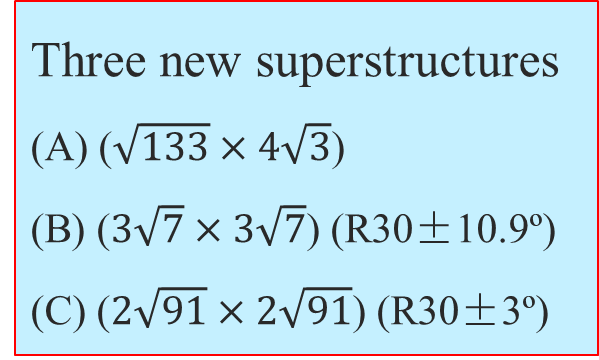 Three new superstructures
(A) (√133 × 4√3)
(B) (3√7 × 3√7) (R30±10.9º)
(C) (2√91 × 2√91) (R30±3º)